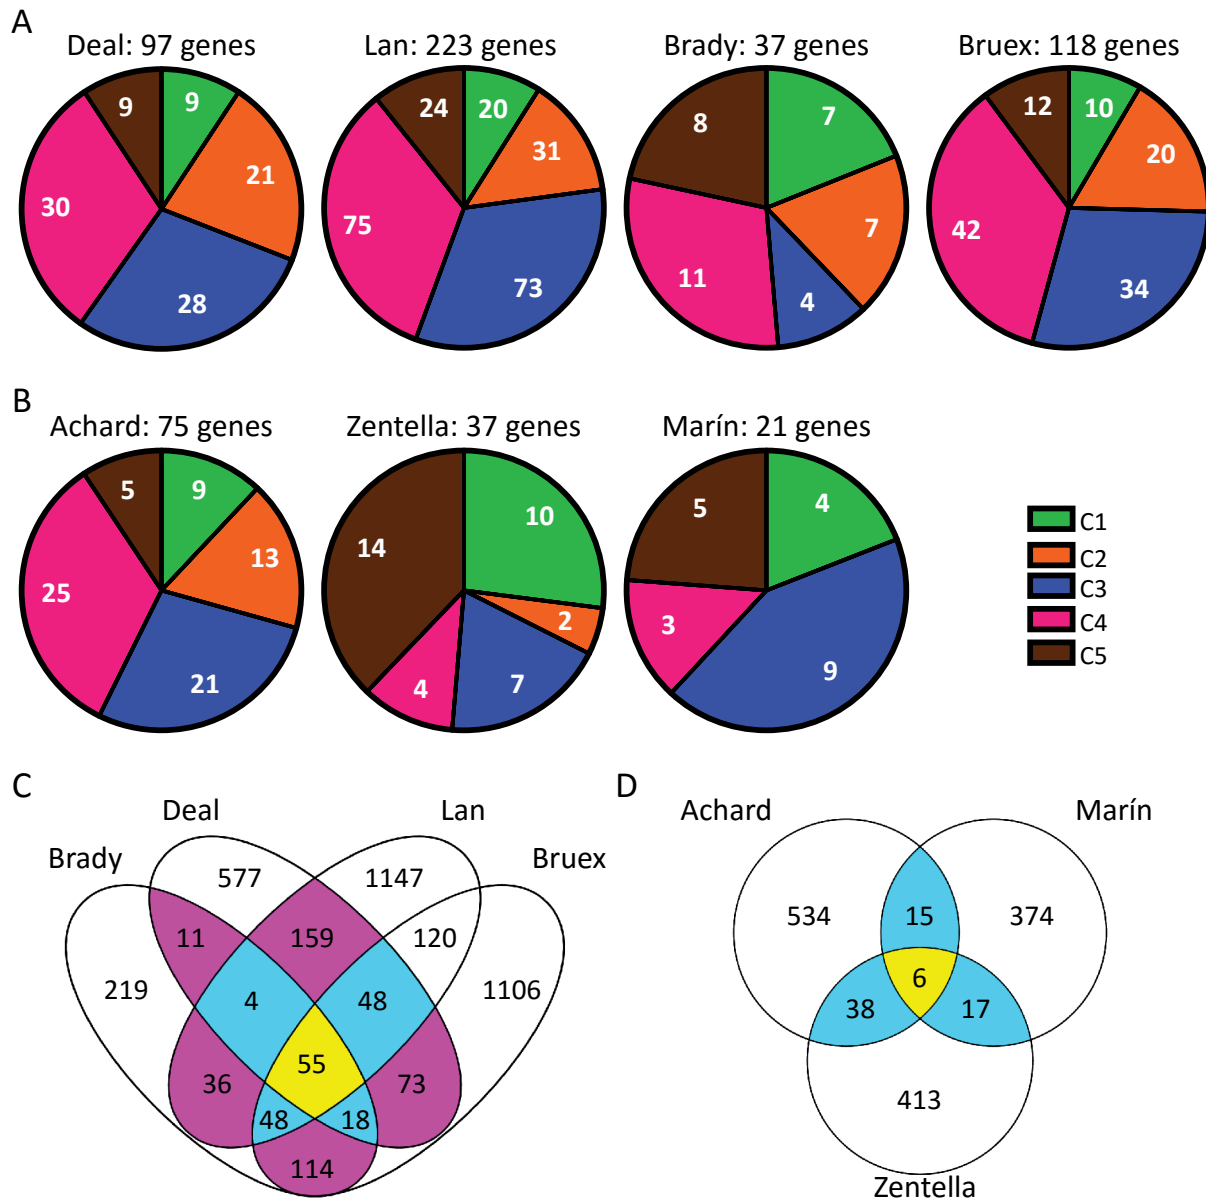 A
Deal: 97 genes
Lan: 223 genes
Brady: 37 genes
Bruex: 118 genes
9
9
21
28
30
24
20
31
73
75
8
7
7
4
11
12
10
20
34
42
B
Achard: 75 genes
Zentella: 37 genes
Marín: 21 genes
5
9
13
21
25
14
10
2
7
4
5
4
9
3
C1
C2
C3
C4
C5
C
Deal
Lan
Brady
Bruex
577
1147
11
159
120
219
4
48
1106
55
36
73
48
18
114
D
Achard
Marín
534
15
374
6
38
17
413
Zentella